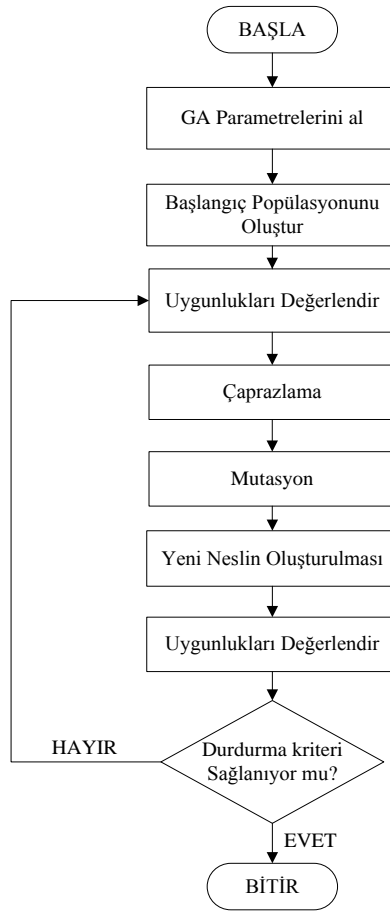 BAŞLA
GA Parametrelerini al
Başlangıç Popülasyonunu
Oluştur
Uygunlukları Değerlendir
Çaprazlama
Mutasyon
Yeni Neslin Oluşturulması
Uygunlukları Değerlendir
HAYIR
Durdurma kriteri
Sağlanıyor mu?
EVET
BİTİR